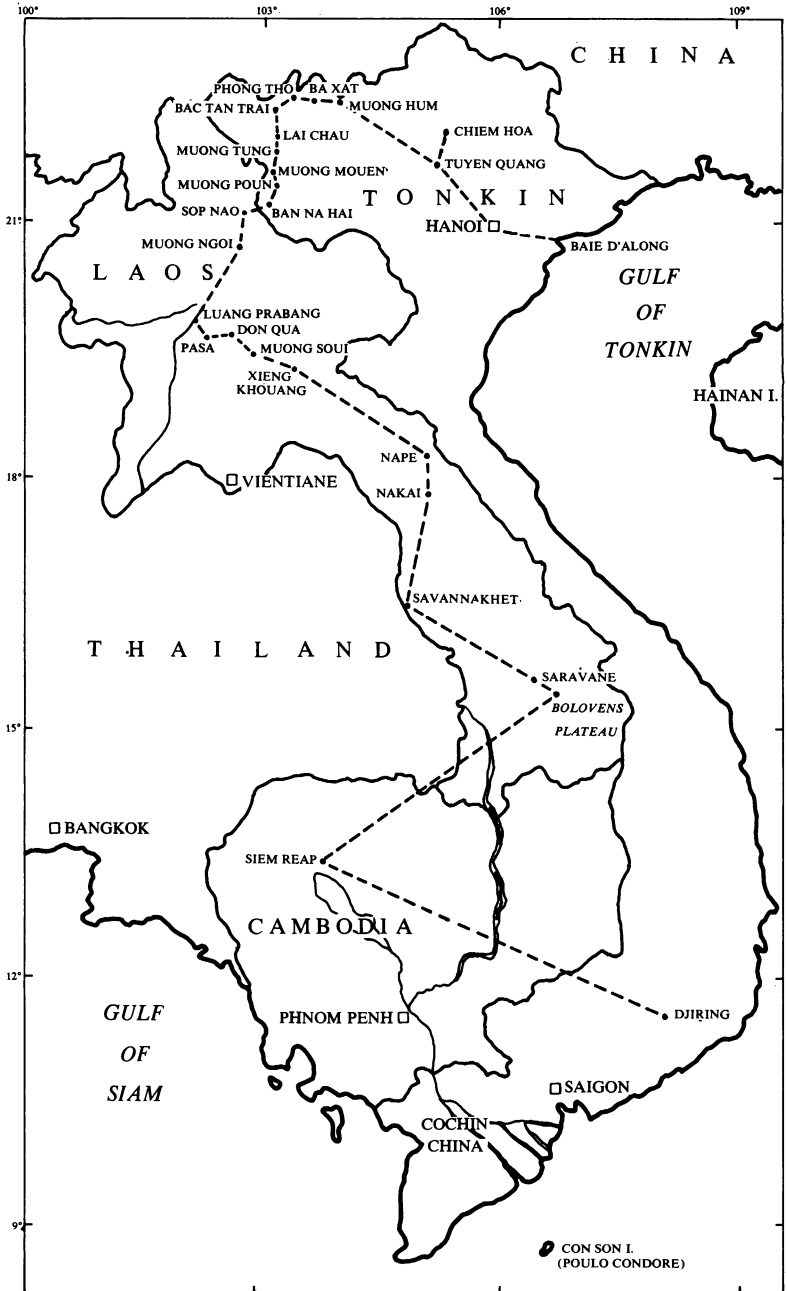 100°
103°
106°
109°
CHINA
PHONG THO
BA XAT
BAC TAN TRAI
MUONG HUM
LAI CHAU
CHIEM HOA
MUONG TUNG
MUONG MOUEN
TUYEN QUANG
MUONG POUN
TONKIN
SOP NAO
BAN NA HAI
21°
HANOI
MUONG NGOI
BAIE D'ALONG
LAOS
GULF
OF
TONKIN
LUANG PRABANG
DON QUA
PASA
MUONG SOUI
XIENG
KHOUANG
HAINAN I.
NAPE
18°
VIENTIANE
NAKAI
SAVANNAKHET
THAILAND
SARAVANE
BOLOVENS
PLATEAU
15°
BANGKOK
SIEM REAP
CAMBODIA
12°
GULF
OF
SIAM
PHNOM PENH
DJIRING
SAIGON
COCHIN
CHINA
9°
CON SON I.
(POULO CONDORE)